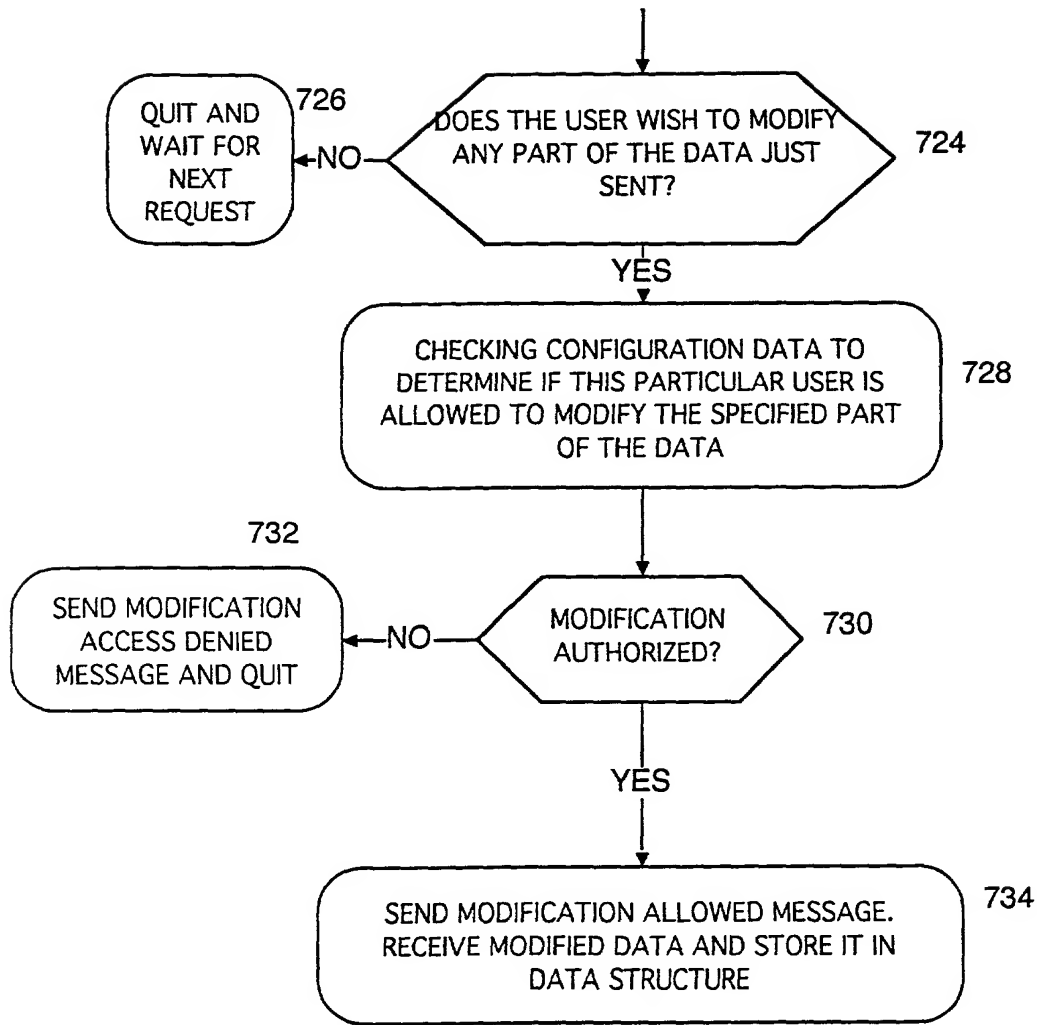 726
QUIT AND
WAIT FOR
NEXT
REQUEST
NO
DOES THE USER WISH TO MODIFY
ANY PART OF THE DATA JUST
SENT?
724
YES
CHECKING CONFIGURATION DATA TO
DETERMINE IF THIS PARTICULAR USER IS
ALLOWED TO MODIFY THE SPECIFIED PART
OF THE DATA
728
732
SEND MODIFICATION
ACCESS DENIED
MESSAGE AND QUIT
NO
MODIFICATION
AUTHORIZED?
730
YES
SEND MODIFICATION ALLOWED MESSAGE.
RECEIVE MODIFIED DATA AND STORE IT IN
DATA STRUCTURE
734